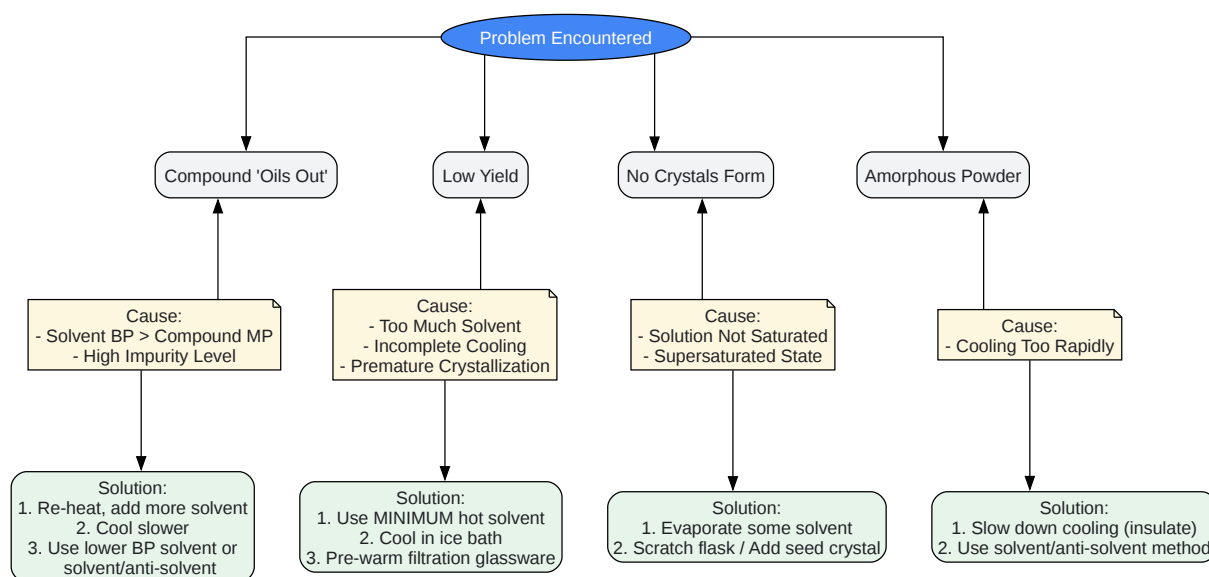 Problem Encountered
Compound 'Oils Out'
Low Yield
No Crystals Form
Amorphous Powder
Cause:
- Solvent BP > Compound MP
- High Impurity Level
Cause:
- Too Much Solvent
- Incomplete Cooling
- Premature Crystallization
Cause:
- Solution Not Saturated
- Supersaturated State
Cause:
- Cooling Too Rapidly
Solution:
1. Re-heat, add more solvent
2. Cool slower
3. Use lower BP solvent or
solvent/anti-solvent
Solution:
1. Use MINIMUM hot solvent
2. Cool in ice bath
3. Pre-warm filtration glassware
Solution:
1. Evaporate some solvent
2. Scratch flask / Add seed crystal
Solution:
1. Slow down cooling (insulate)
2. Use solvent/anti-solvent method